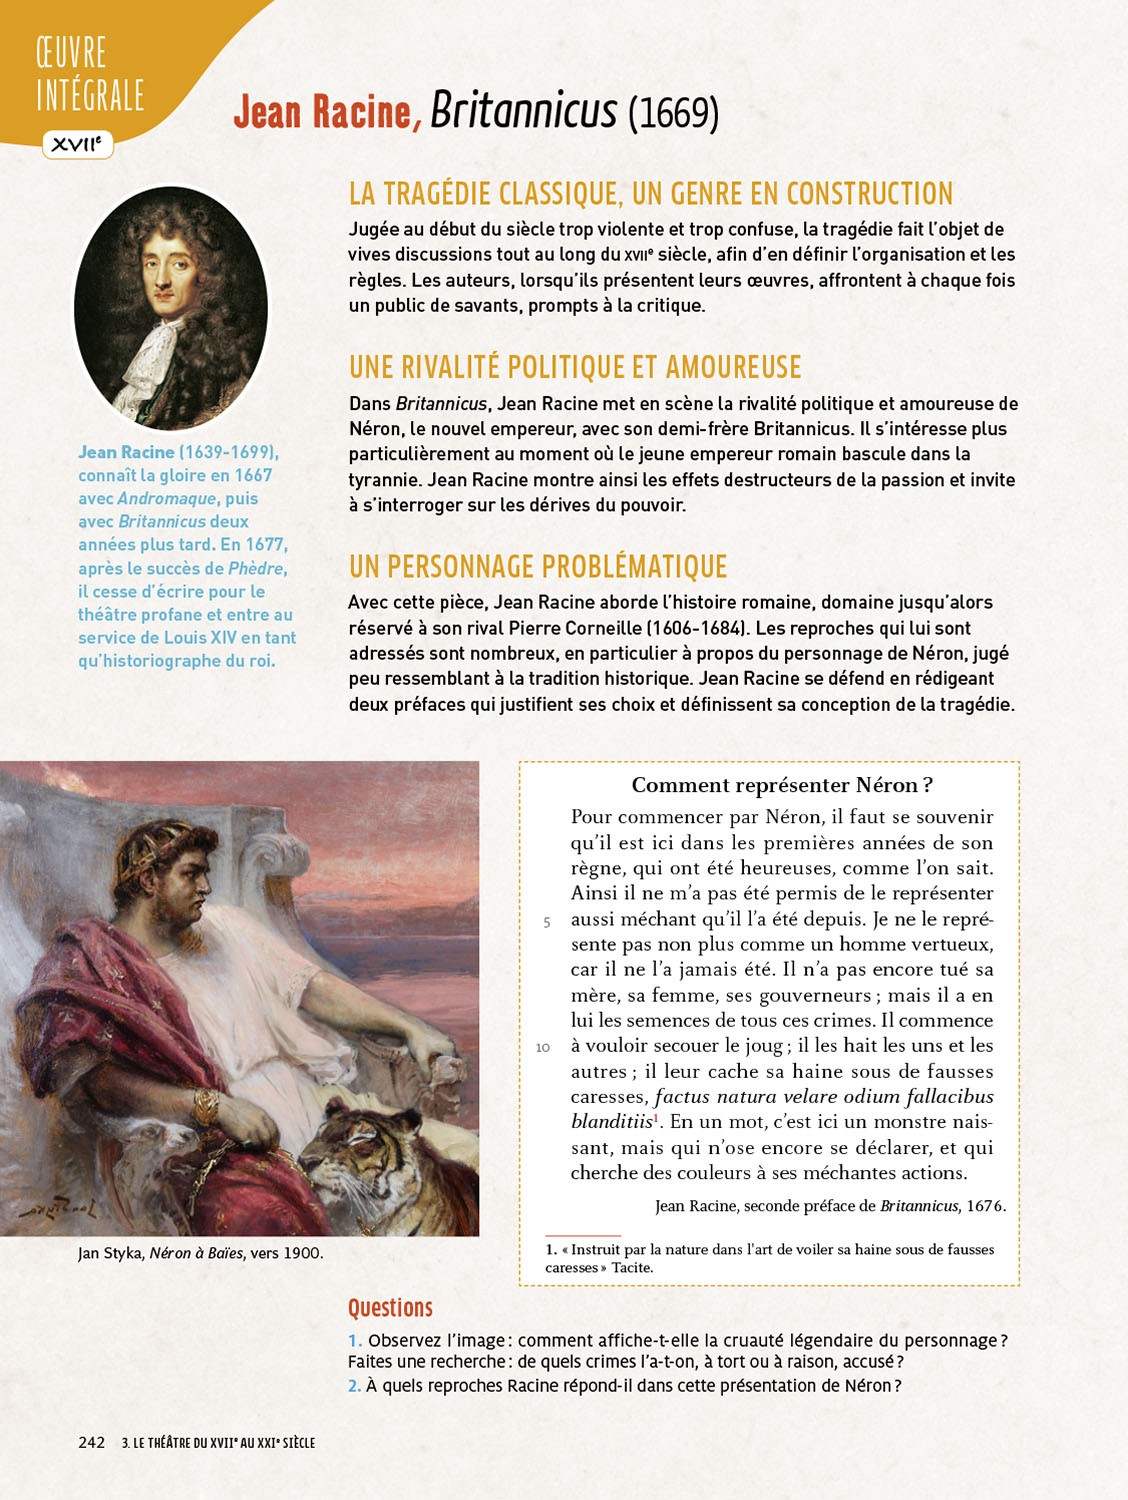 ŒUVRE
INTÉGRALE
XVIIe
Jean Racine, Britannicus (1669)
LA TRAGÉDIE CLASSIQUE, UN GENRE EN CONSTRUCTION
Jugée au début du siècle trop violente et trop confuse, la tragédie fait l’objet de
vives discussions tout au long du XVIIe siècle, afin d’en définir l’organisation et les
règles. Les auteurs, lorsqu’ils présentent leurs œuvres, affrontent à chaque fois
un public de savants, prompts à la critique.
UNE RIVALITÉ POLITIQUE ET AMOUREUSE
Dans Britannicus, Jean Racine met en scène la rivalité politique et amoureuse de
Néron, le nouvel empereur, avec son demi-frère Britannicus. Il s’intéresse plus
particulièrement au moment où le jeune empereur romain bascule dans la
tyrannie. Jean Racine montre ainsi les effets destructeurs de la passion et invite
à s’interroger sur les dérives du pouvoir.
UN PERSONNAGE PROBLÉMATIQUE
Avec cette pièce, Jean Racine aborde l’histoire romaine, domaine jusqu’alors
réservé à son rival Pierre Corneille (1606-1684). Les reproches qui lui sont
adressés sont nombreux, en particulier à propos du personnage de Néron, jugé
peu ressemblant à la tradition historique. Jean Racine se défend en rédigeant
deux préfaces qui justifient ses choix et définissent sa conception de la tragédie.
Jean Racine (1639-1699),
connaît la gloire en 1667
avec Andromaque, puis
avec Britannicus deux
années plus tard. En 1677,
après le succès de Phèdre,
il cesse d’écrire pour le
théâtre profane et entre au
service de Louis XIV en tant
qu’historiographe du roi.
Jan Styka, Néron à Baïes, vers 1900.
Comment représenter Néron ?
Pour commencer par Néron, il faut se souvenir
qu’il est ici dans les premières années de son
règne, qui ont été heureuses, comme l’on sait.
Ainsi il ne m’a pas été permis de le représenter
5 aussi méchant qu’il l’a été depuis. Je ne le repré-
sente pas non plus comme un homme vertueux,
car il ne l’a jamais été. Il n’a pas encore tué sa
mère, sa femme, ses gouverneurs ; mais il a en
lui les semences de tous ces crimes. Il commence
10 à vouloir secouer le joug ; il les hait les uns et les
autres ; il leur cache sa haine sous de fausses
caresses, factus natura velare odium fallacibus
blanditiis1. En un mot, c’est ici un monstre nais-
sant, mais qui n’ose encore se déclarer, et qui
cherche des couleurs à ses méchantes actions.
Jean Racine, seconde préface de Britannicus, 1676.
1. « Instruit par la nature dans l'art de voiler sa haine sous de fausses
caresses » Tacite.
Questions
1. Observez l’image : comment affiche-t-elle la cruauté légendaire du personnage ?
Faites une recherche : de quels crimes l’a-t-on, à tort ou à raison, accusé ?
2. À quels reproches Racine répond-il dans cette présentation de Néron ?
242 3. LE THÉÂTRE DU XVIIe AU XXIe SIÈCLE